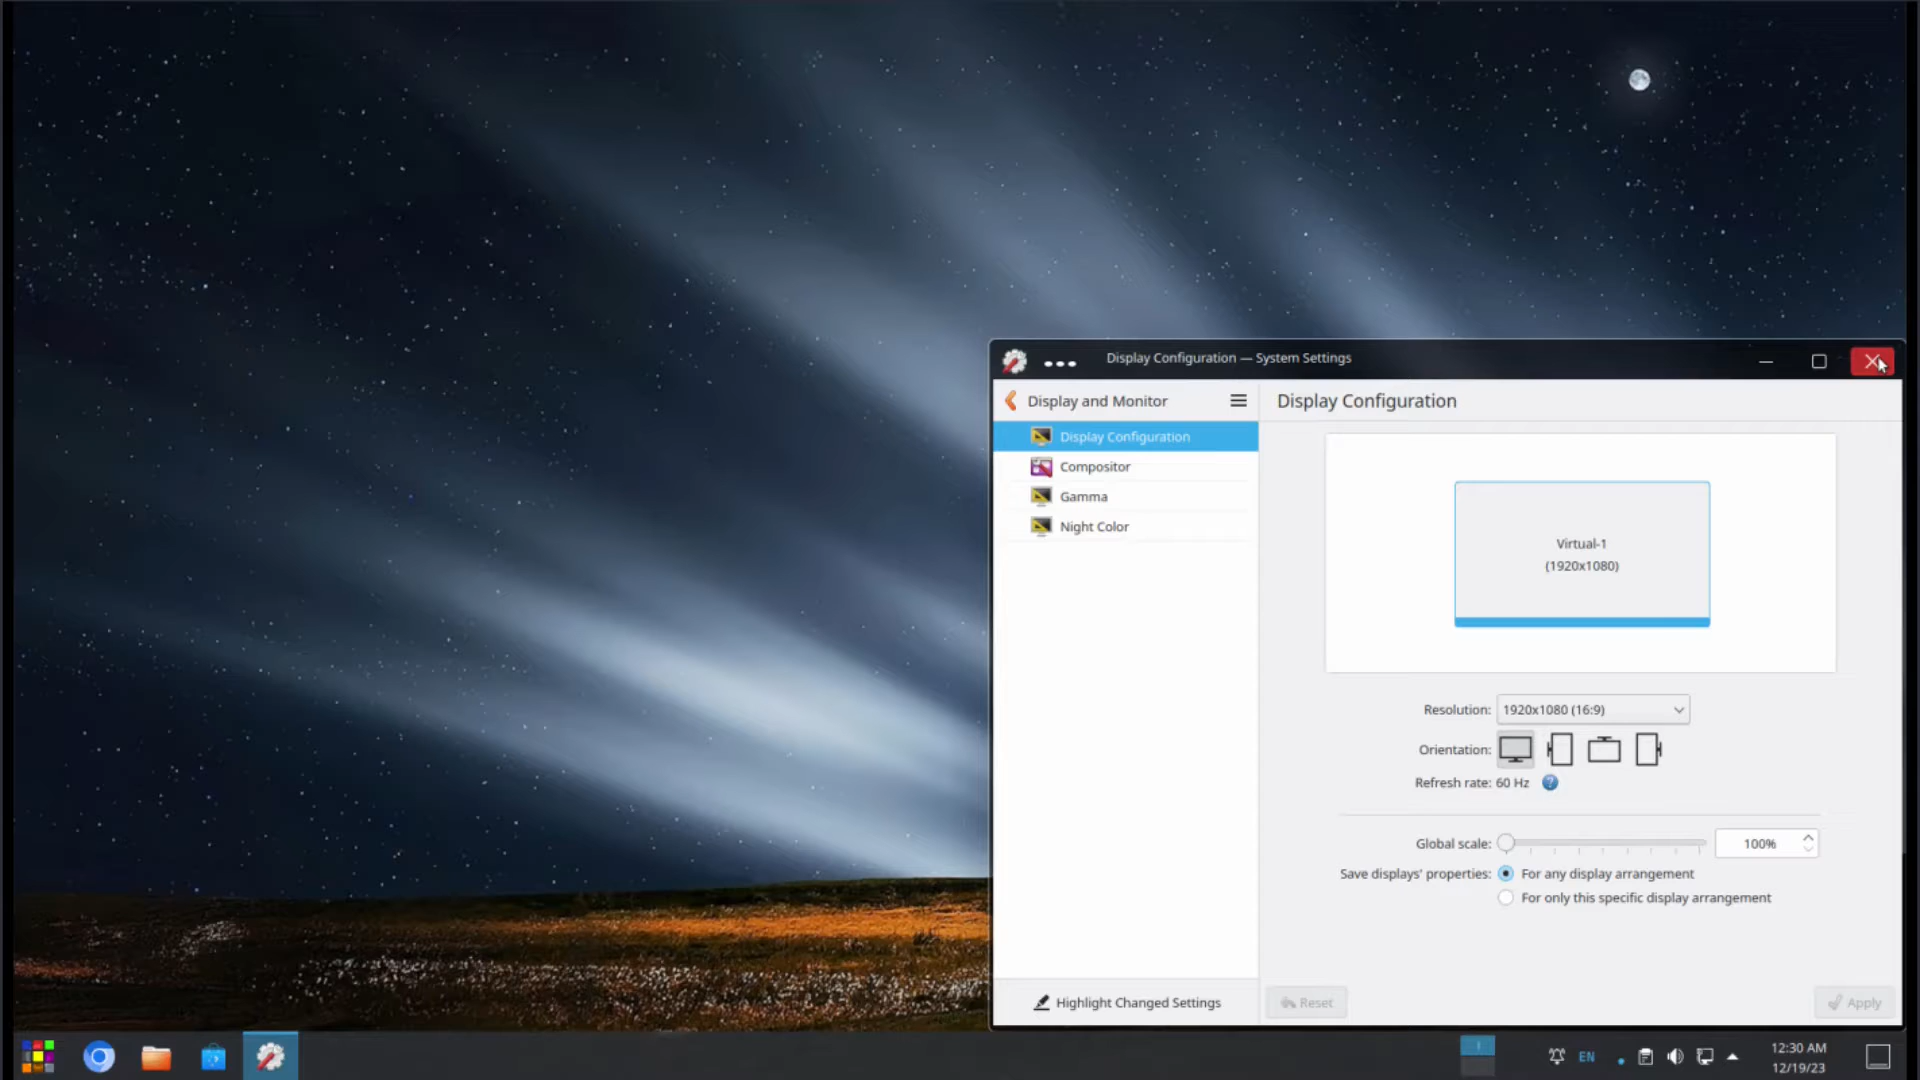 Display Configuration — System Settings
Display and Monitor
Display Configuration
Display Configuration
Compositor
Gamma
Night Color
Virtual-1
(1920x1080)
Resolution: 1920x1080 (16:9)
Orientation:
Refresh rate: 60 Hz
Global scale: 100%
Save displays' properties: For any display arrangement
For only this specific display arrangement
Highlight Changed Settings
Reset
Apply
EN
12:30 AM
12/19/23